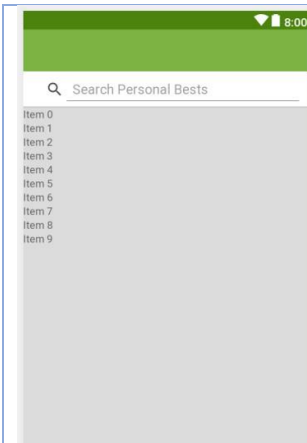 8:00
Search Personal Bests
Item 0
Item 1
Item 2
Item 3
Item 4
Item 5
Item 6
Item 7
Item 8
Item 9